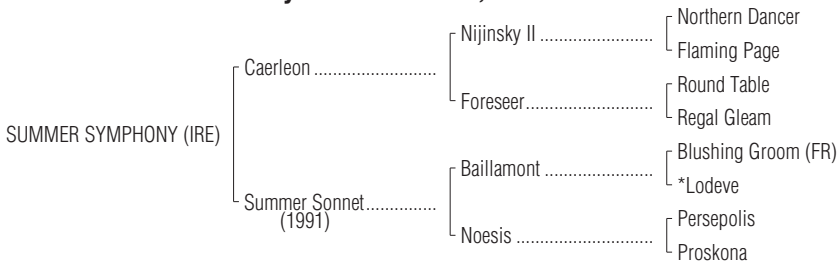 Northern Dancer
Nijinsky II ........................
Flaming Page
Caerleon ..........................
Round Table
Foreseer...........................
Regal Gleam
SUMMER SYMPHONY (IRE)
Blushing Groom (FR)
Baillamont .......................
*Lodeve
Summer Sonnet...............
(1991)
Persepolis
Noesis .............................
Proskona